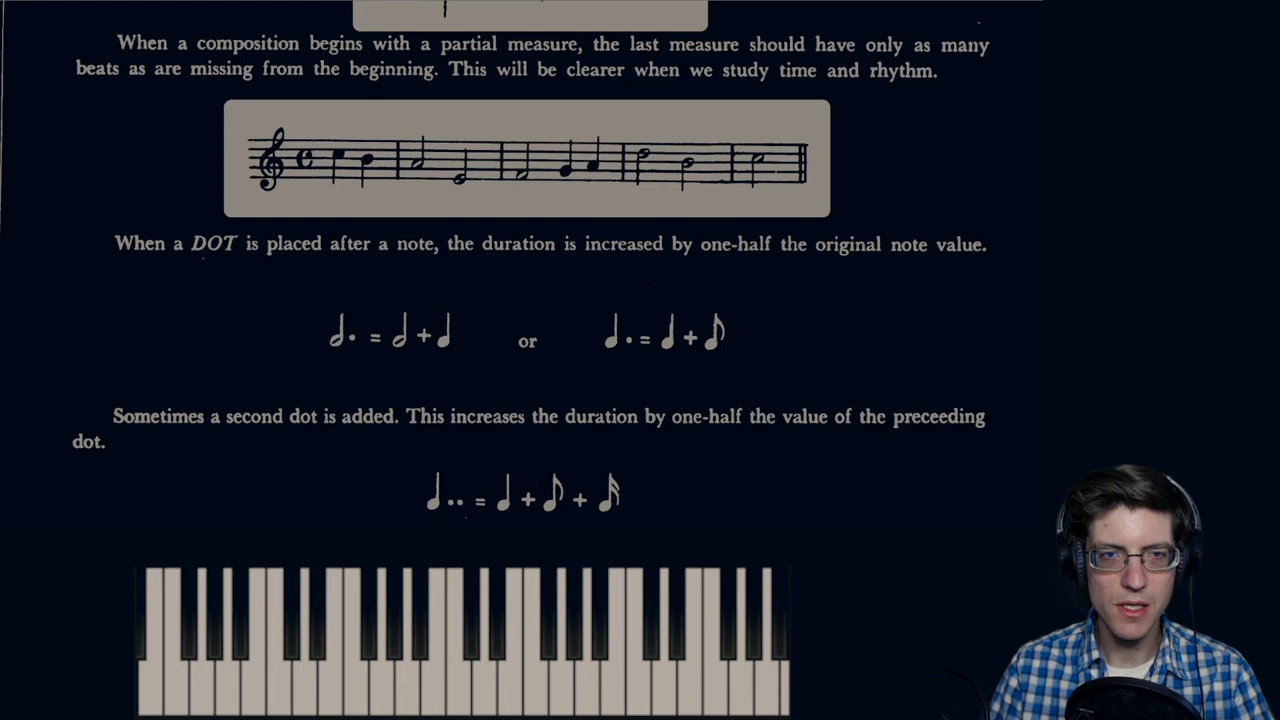 When a composition begins with a partial measure, the last measure should have only as many
beats as are missing from the beginning. This will be clearer when we study time and rhythm.
When a DOT is placed after a note, the duration is increased by one-half the original note value.
= + or = +
Sometimes a second dot is added. This increases the duration by one-half the value of the preceeding
dot.
= + +